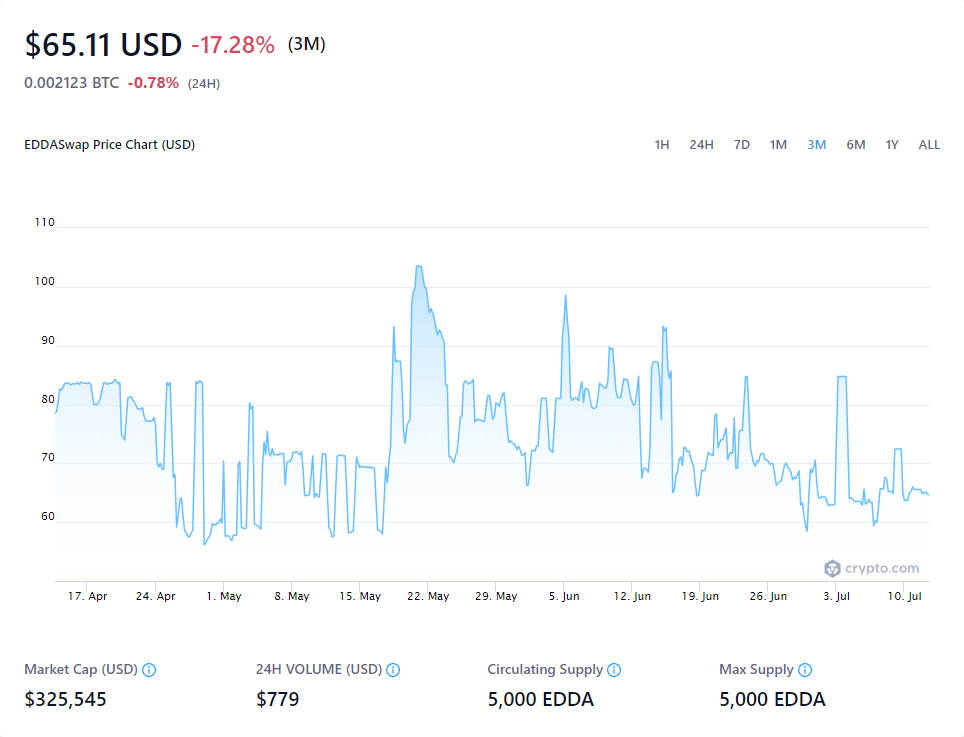 $65.11 USD -17.28% (3M)
0.002123 BTC -0.78% (24H)
EDDASwap Price Chart (USD) 1H 24H 7D 1M 3M 6M 1Y ALL
110
100
90
80
70
60
crypto.com
17. Apr 24. Apr 1. May 8. May 15. May 22. May 29. May 5. Jun 12. Jun 19. Jun 26. Jun 3. Jul 10. Jul
Market Cap (USD) 24H VOLUME (USD) Circulating Supply Max Supply
$325,545 $779 5,000 EDDA 5,000 EDDA